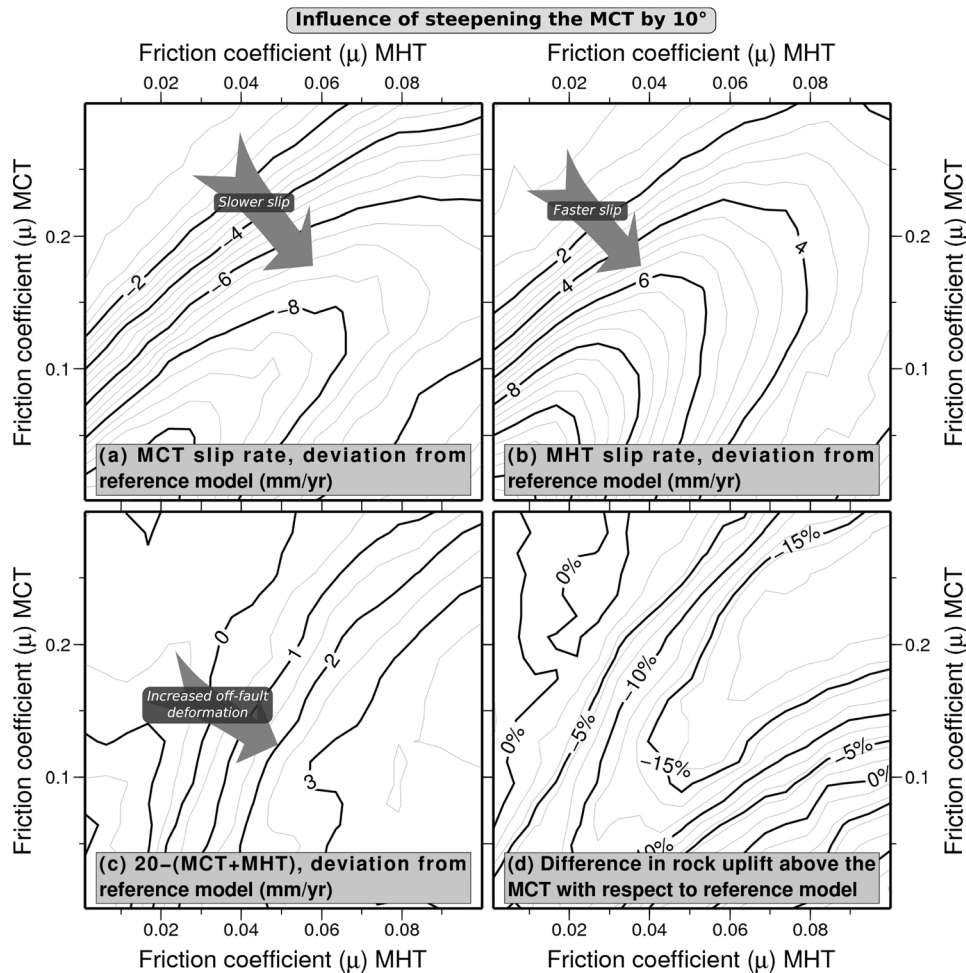 Influence of steepening the MCT by 10°
Friction coefficient (μ) MHT
Friction coefficient (μ) MHT
0.02 0.04 0.06 0.08
0.02 0.04 0.06 0.08
Friction coefficient (μ) MCT
0.2
0.1
−2
−4
−6
−8
Slower slip
(a) MCT slip rate, deviation from
reference model (mm/yr)
2
4
6
8
4
Faster slip
(b) MHT slip rate, deviation from
reference model (mm/yr)
0.2
0.1
Friction coefficient (μ) MCT
Friction coefficient (μ) MCT
0.2
0.1
0
1
2
3
Increased off-fault
deformation
(c) 20−(MCT+MHT), deviation from
reference model (mm/yr)
0%
−15%
−10%
−5%
0%
−15%
−5%
0%
(d) Difference in rock uplift above the
MCT with respect to reference model
0.2
0.1
Friction coefficient (μ) MCT
0.02 0.04 0.06 0.08
0.02 0.04 0.06 0.08
Friction coefficient (μ) MHT
Friction coefficient (μ) MHT